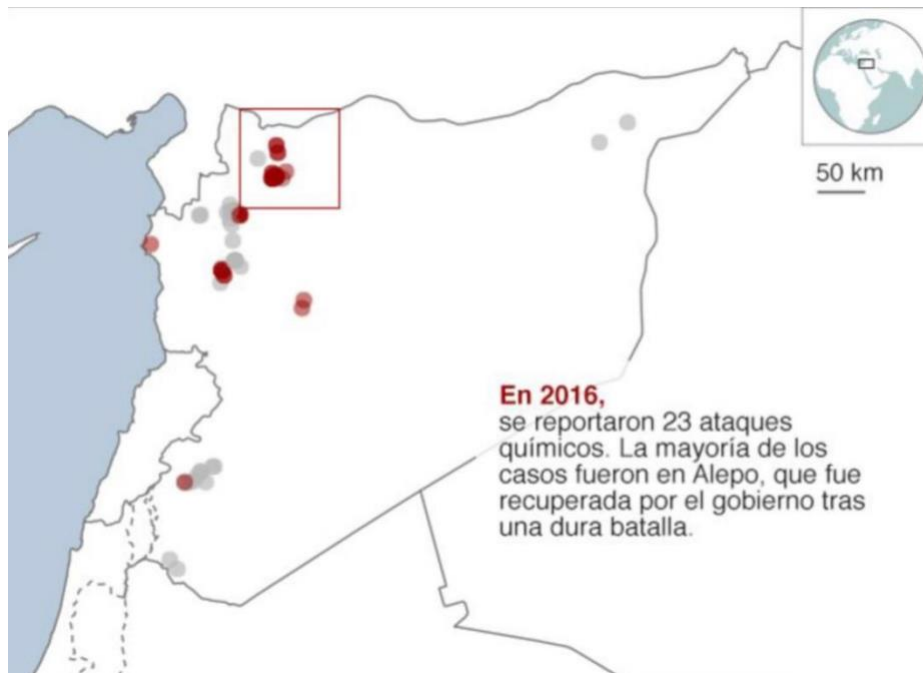 50 km
En 2016,
se reportaron 23 ataques
químicos. La mayoría de los
casos fueron en Alepo, que fue
recuperada por el gobierno tras
una dura batalla.